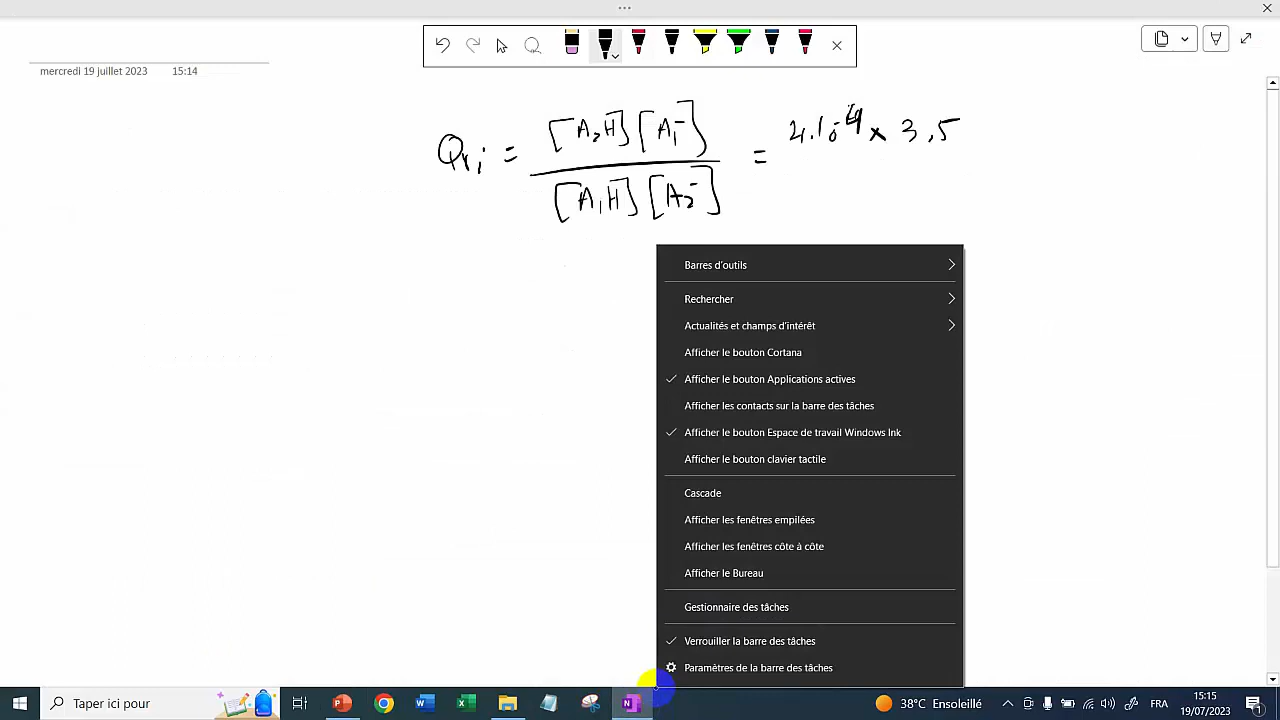 mercredi 19 juillet 2023 15:14
Qri = [A2H][A1-] / [A1H][A2-] = 4.10-4 × 3,5
Barres d'outils
Rechercher
Actualités et champs d'intérêt
Afficher le bouton Cortana
Afficher le bouton Applications actives
Afficher les contacts sur la barre des tâches
Afficher le bouton Espace de travail Windows Ink
Afficher le bouton clavier tactile
Cascade
Afficher les fenêtres empilées
Afficher les fenêtres côte à côte
Afficher le Bureau
Gestionnaire des tâches
Verrouiller la barre des tâches
Paramètres de la barre des tâches
Taper ici pour
38°C Ensoleillé
FRA
15:15
19/07/2023